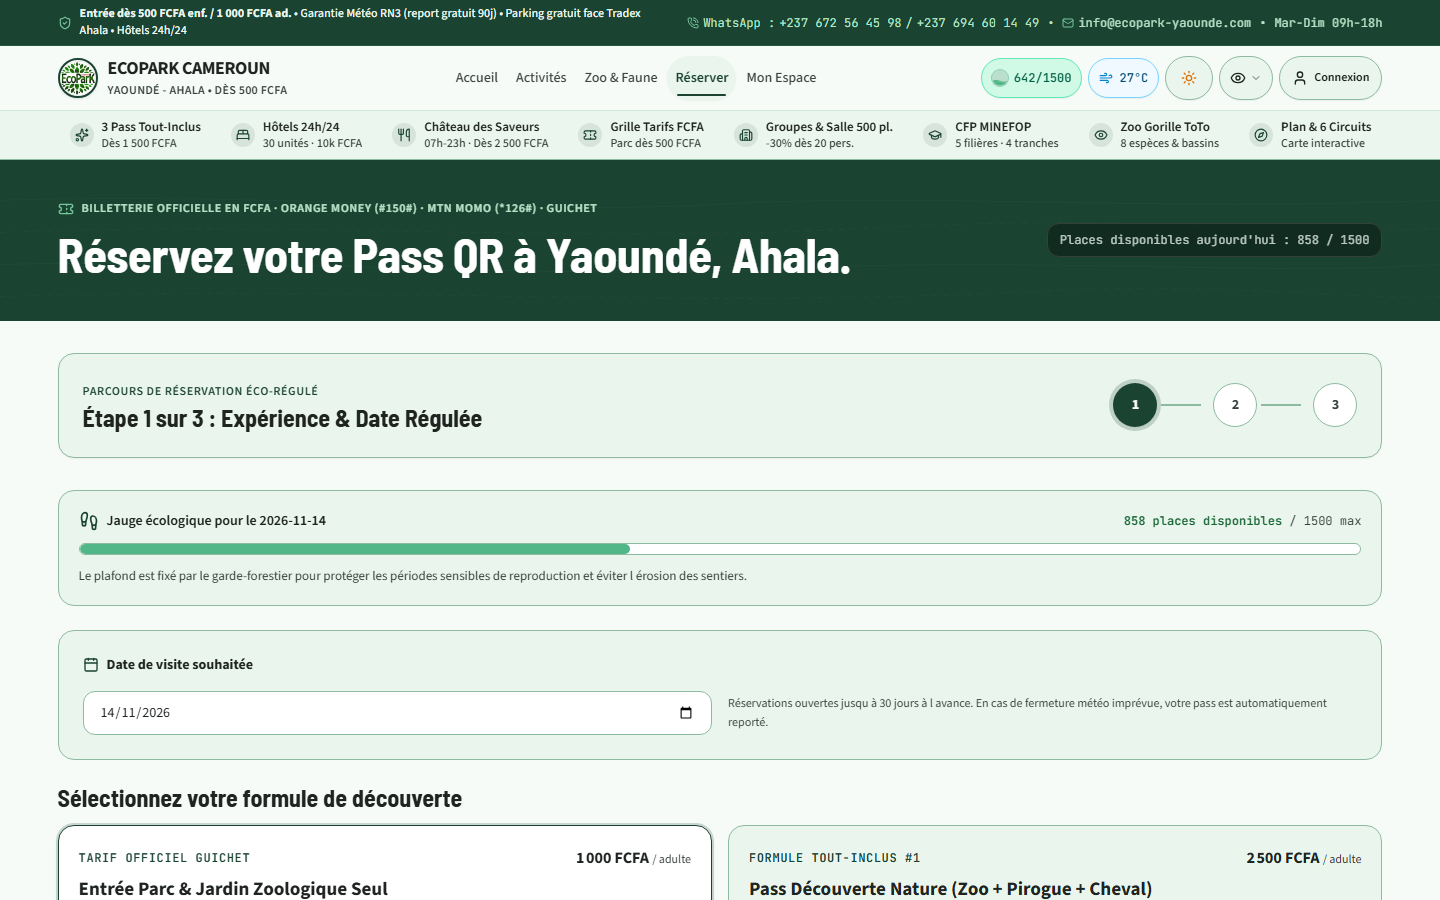 Entrée dès 500 FCFA enf. / 1 000 FCFA ad. • Garantie Météo RN3 (report gratuit 90j) • Parking gratuit face Tradex
Ahala • Hôtels 24h/24
WhatsApp : +237 672 56 45 98 / +237 694 60 14 49 • info@ecopark-yaounde.com • Mar-Dim 09h-18h
EcoParK
ECOPARK CAMEROUN
YAOUNDÉ - AHALA • DÈS 500 FCFA
Accueil
Activités
Zoo & Faune
Réserver
Mon Espace
642/1500
27°C
Connexion
3 Pass Tout-Inclus
Dès 1 500 FCFA
Hôtels 24h/24
30 unités · 10k FCFA
Château des Saveurs
07h-23h · Dès 2 500 FCFA
Grille Tarifs FCFA
Parc dès 500 FCFA
Groupes & Salle 500 pl.
-30% dès 20 pers.
CFP MINEFOP
5 filières · 4 tranches
Zoo Gorille ToTo
8 espèces & bassins
Plan & 6 Circuits
Carte interactive
BILLETTERIE OFFICIELLE EN FCFA · ORANGE MONEY (#150#) · MTN MOMO (*126#) · GUICHET
Réservez votre Pass QR à Yaoundé, Ahala.
Places disponibles aujourd'hui : 858 / 1500
PARCOURS DE RÉSERVATION ÉCO-RÉGULÉ
Étape 1 sur 3 : Expérience & Date Régulée
1
2
3
Jauge écologique pour le 2026-11-14
858 places disponibles / 1500 max
Le plafond est fixé par le garde-forestier pour protéger les périodes sensibles de reproduction et éviter l érosion des sentiers.
Date de visite souhaitée
14/11/2026
Réservations ouvertes jusqu à 30 jours à l avance. En cas de fermeture météo imprévue, votre pass est automatiquement
reporté.
Sélectionnez votre formule de découverte
TARIF OFFICIEL GUICHET
1 000 FCFA / adulte
Entrée Parc & Jardin Zoologique Seul
FORMULE TOUT-INCLUS #1
2 500 FCFA / adulte
Pass Découverte Nature (Zoo + Pirogue + Cheval)